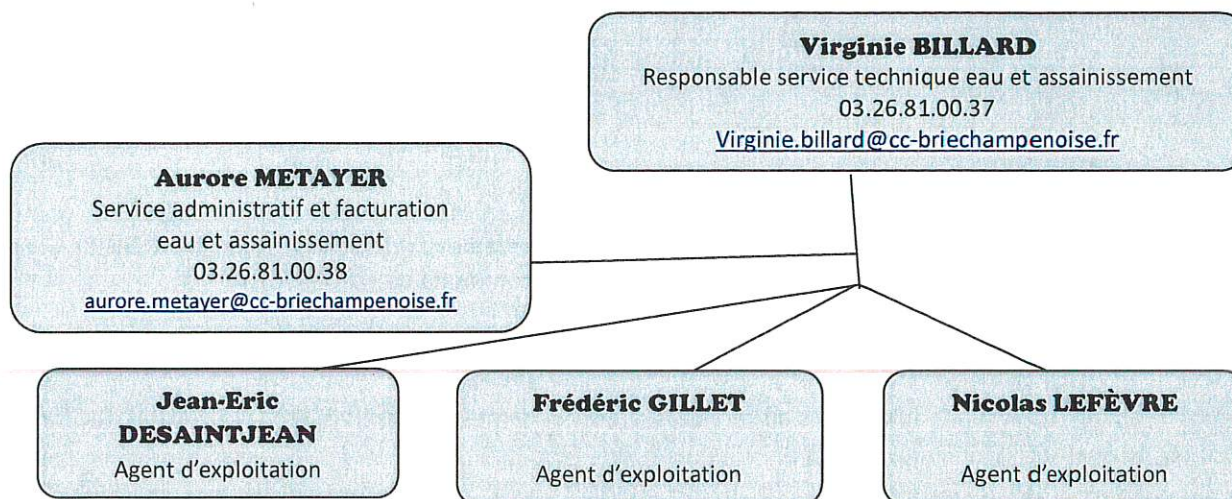 Virginie BILLARD
Responsable service technique eau et assainissement
03.26.81.00.37
Virginie.billard@cc-briechampenoise.fr
Aurore METAYER
Service administratif et facturation
eau et assainissement
03.26.81.00.38
aurore.metayer@cc-briechampenoise.fr
Jean-Eric
DESAINTJEAN
Agent d'exploitation
Frédéric GILLET
Agent d'exploitation
Nicolas LEFÈVRE
Agent d'exploitation